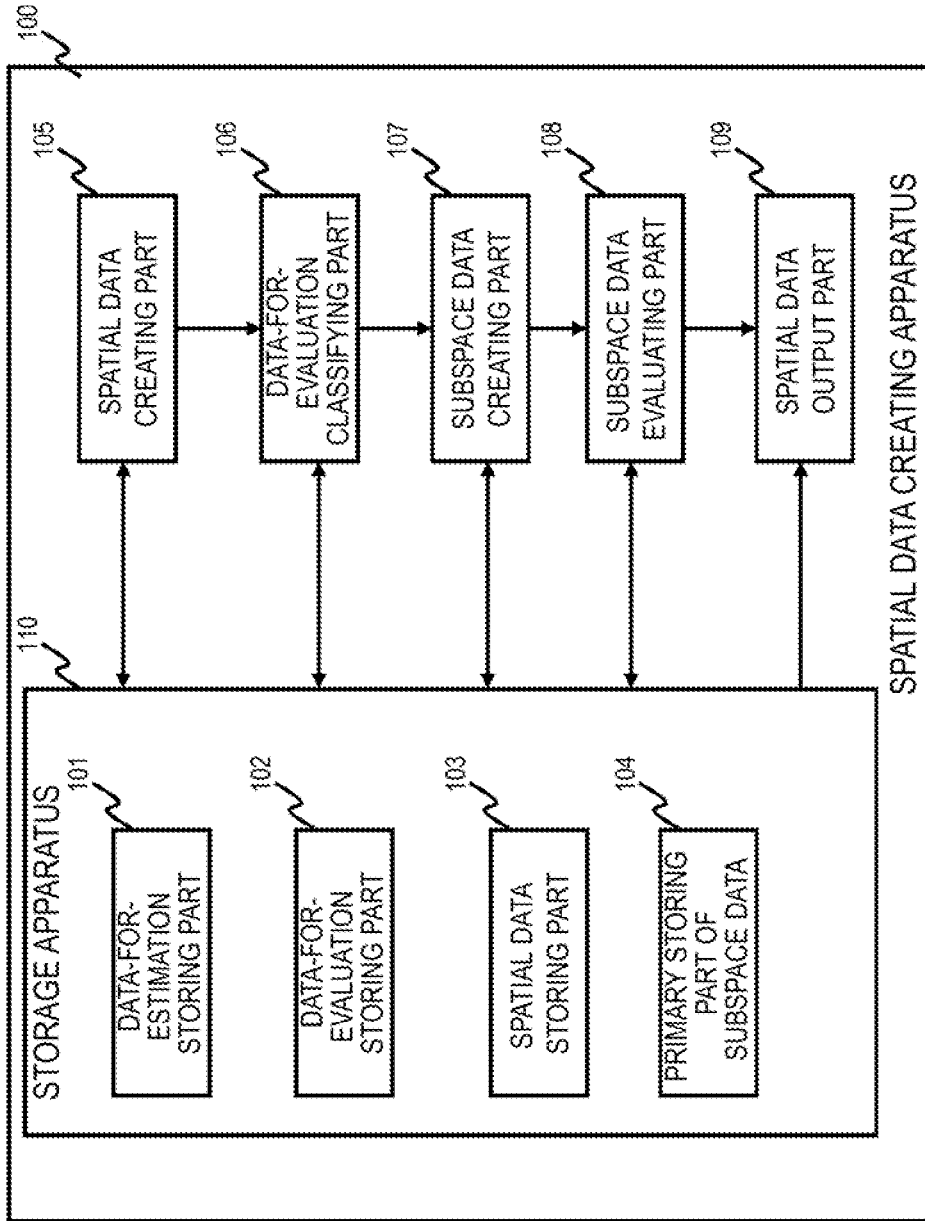 100
110
STORAGE APPARATUS
101
DATA-FOR-
ESTIMATION
STORING PART
102
DATA-FOR-
EVALUATION
STORING PART
103
SPATIAL DATA
STORING PART
104
PRIMARY STORING
PART OF
SUBSPACE DATA
105
SPATIAL DATA
CREATING PART
106
DATA-FOR-
EVALUATION
CLASSIFYING PART
107
SUBSPACE DATA
CREATING PART
108
SUBSPACE DATA
EVALUATING PART
109
SPATIAL DATA
OUTPUT PART
SPATIAL DATA CREATING APPARATUS